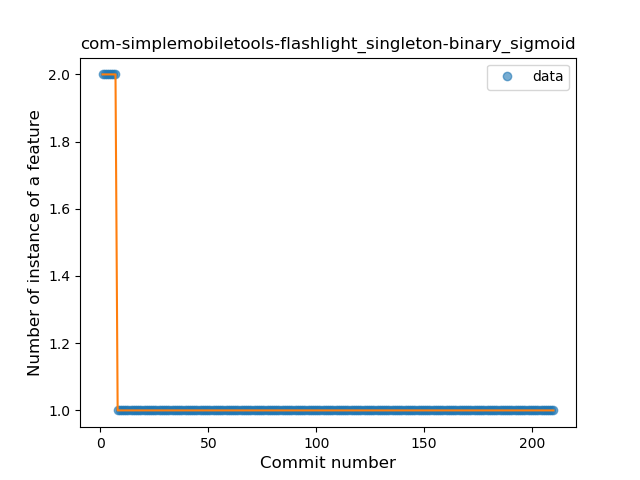 com-simplemobiletools-flashlight_singleton-binary_sigmoid
data
2.0
1.8
1.6
1.4
1.2
1.0
Number of instance of a feature
0
50
100
150
200
Commit number